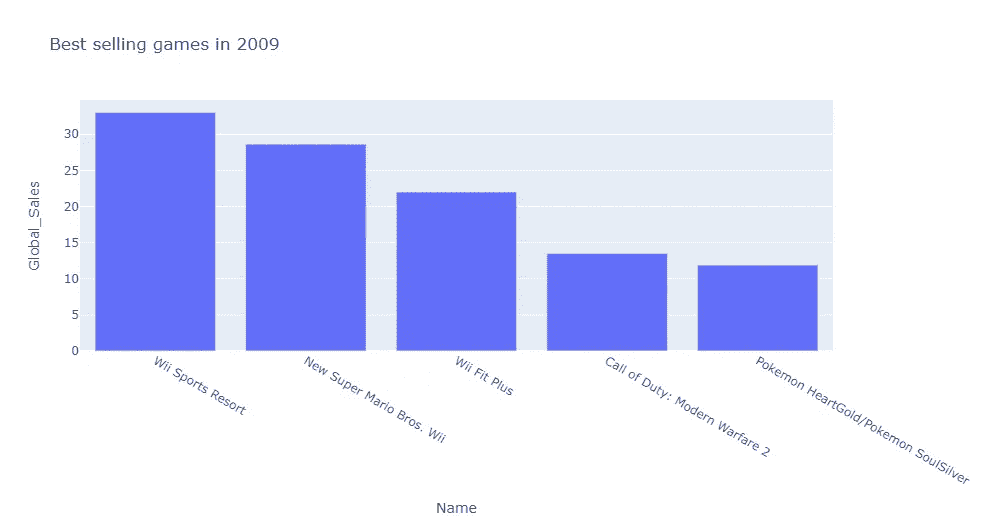 Best selling games in 2009
Global_Sales
30
25
20
15
10
5
0
Wii Sports Resort
New Super Mario Bros. Wii
Wii Fit Plus
Call of Duty: Modern Warfare 2
Pokemon HeartGold/Pokemon SoulSilver
Name